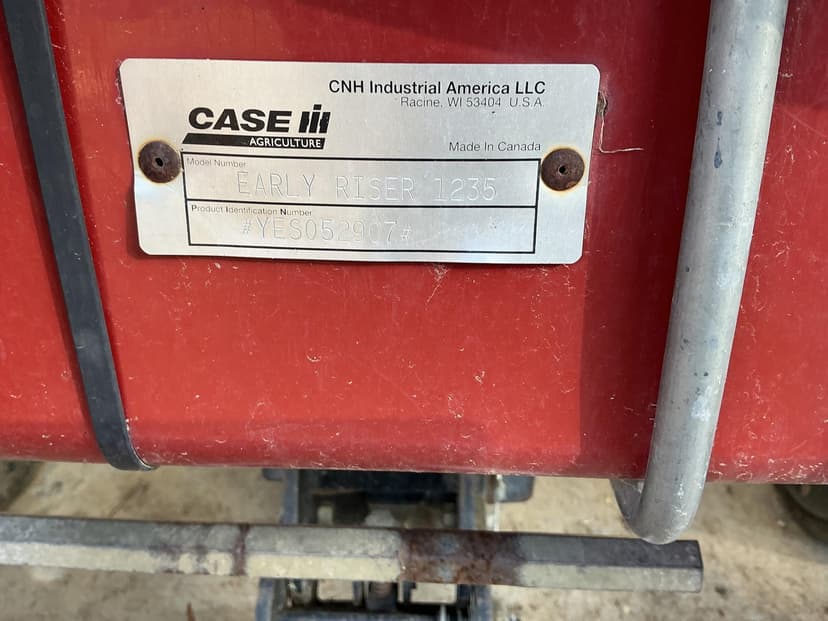 CNH Industrial America LLC
Racine, WI 53404 U.S.A.
CASE IH
AGRICULTURE
Made In Canada
Model Number
EARLY RISER 1235
Product Identification Number
#YES052907#